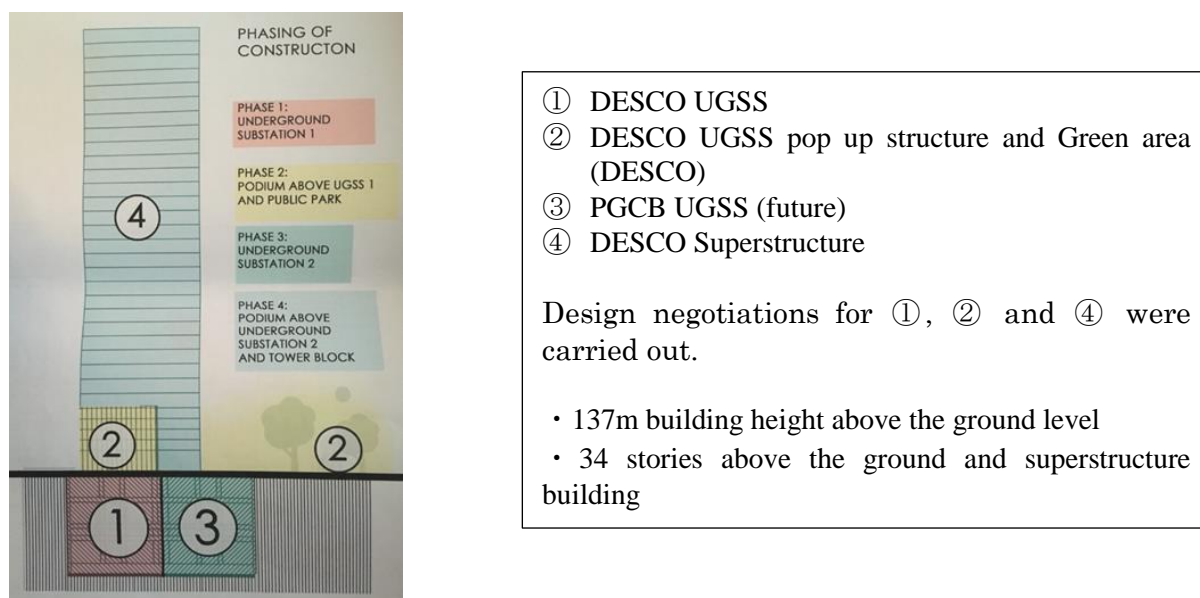 PHASING OF
CONSTRUCTON
PHASE 1:
UNDERGROUND
SUBSTATION 1
PHASE 2:
PODIUM ABOVE UGSS 1
AND PUBLIC PARK
PHASE 3:
UNDERGROUND
SUBSTATION 2
PHASE 4:
PODIUM ABOVE
UNDERGROUND
SUBSTATION 2
AND TOWER BLOCK
4
2
2
1
3
① DESCO UGSS
② DESCO UGSS pop up structure and Green area
(DESCO)
③ PGCB UGSS (future)
④ DESCO Superstructure
Design negotiations for ①, ② and ④ were
carried out.
・137m building height above the ground level
・34 stories above the ground and superstructure
building